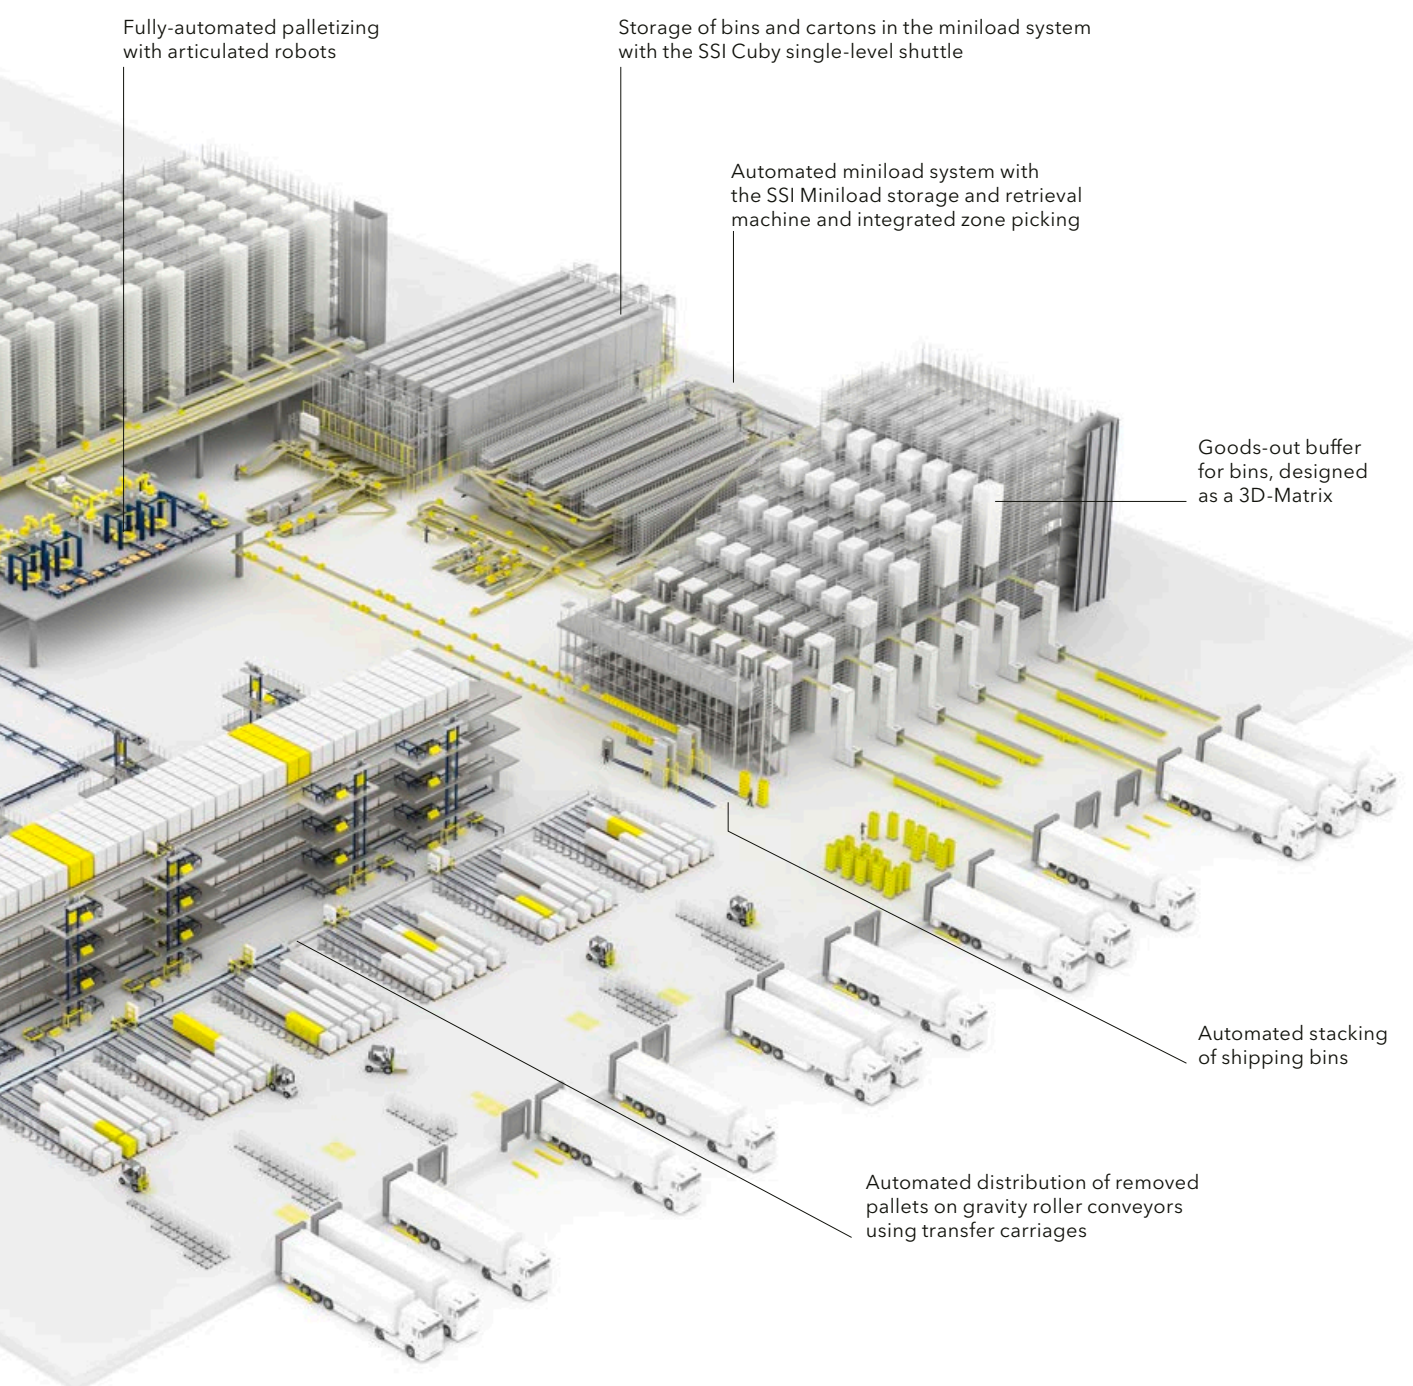 Fully-automated palletizing
with articulated robots
Storage of bins and cartons in the miniload system
with the SSI Cuby single-level shuttle
Automated miniload system with
the SSI Miniload storage and retrieval
machine and integrated zone picking
Goods-out buffer
for bins, designed
as a 3D-Matrix
Automated stacking
of shipping bins
Automated distribution of removed
pallets on gravity roller conveyors
using transfer carriages